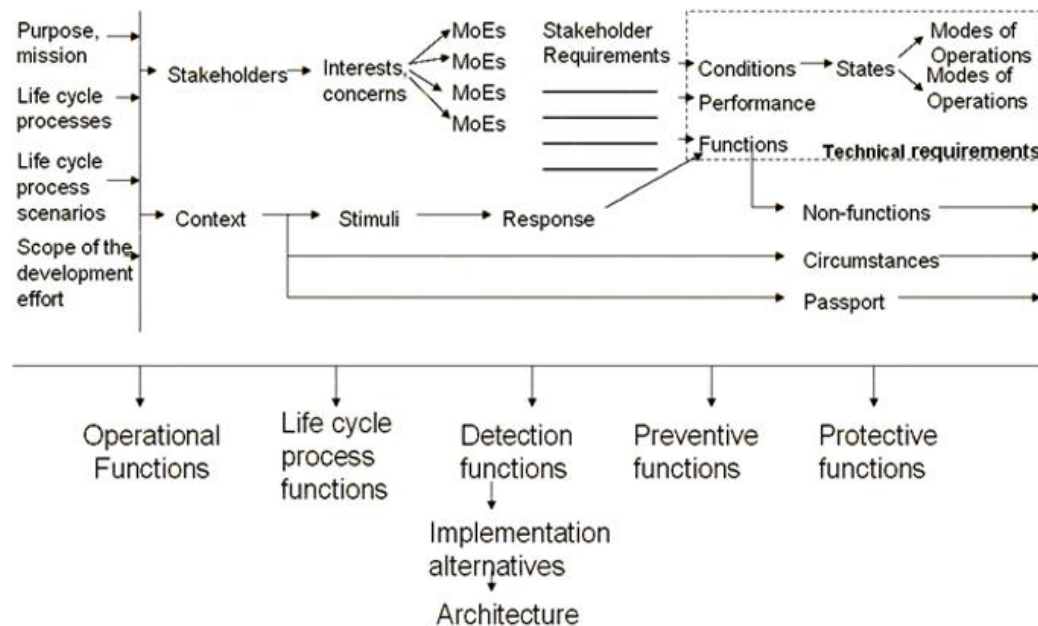 Purpose,
mission
Life cycle
processes
Life cycle
process
scenarios
Scope of the
development
effort
Stakeholders
Interests,
concerns
MoEs
MoEs
MoEs
MoEs
Stakeholder
Requirements
Conditions
States
Modes of
Operations
Modes of
Operations
Performance
Functions
Technical requirements
Context
Stimuli
Response
Non-functions
Circumstances
Passport
Operational
Functions
Life cycle
process
functions
Detection
functions
Preventive
functions
Protective
functions
Implementation
alternatives
Architecture